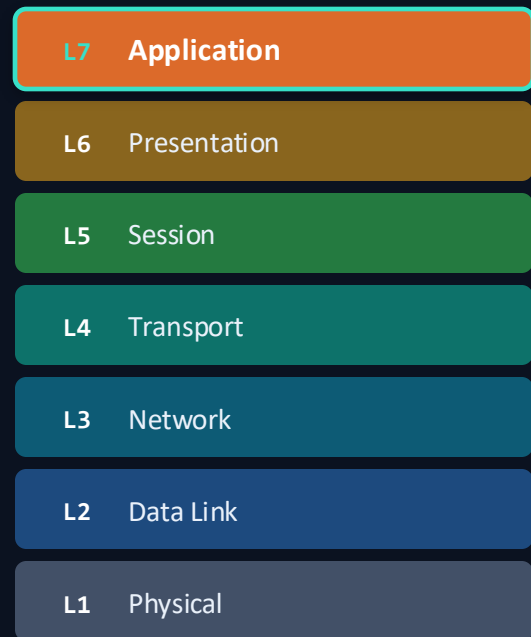 L7 Application
L6 Presentation
L5 Session
L4 Transport
L3 Network
L2 Data Link
L1 Physical